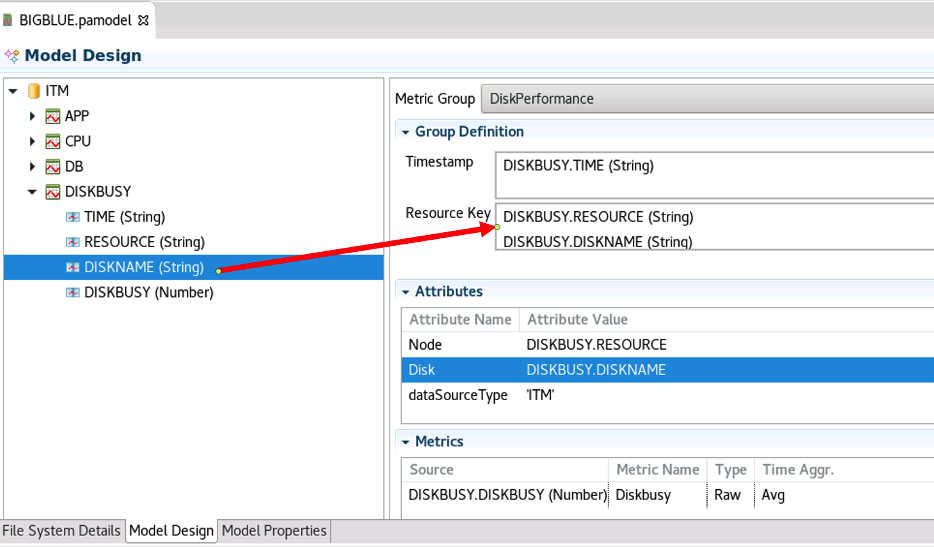 BIGBLUE.pamodel
Model Design
ITM
APP
CPU
DB
DISKBUSY
TIME (String)
RESOURCE (String)
DISKNAME (String)
DISKBUSY (Number)
Metric Group DiskPerformance
Group Definition
Timestamp DISKBUSY.TIME (String)
Resource Key DISKBUSY.RESOURCE (String)
DISKBUSY.DISKNAME (String)
Attributes
Attribute Name Attribute Value
Node DISKBUSY.RESOURCE
Disk DISKBUSY.DISKNAME
dataSourceType 'ITM'
Metrics
Source Metric Name Type Time Aggr.
DISKBUSY.DISKBUSY (Number) Diskbusy Raw Avg
File System Details Model Design Model Properties